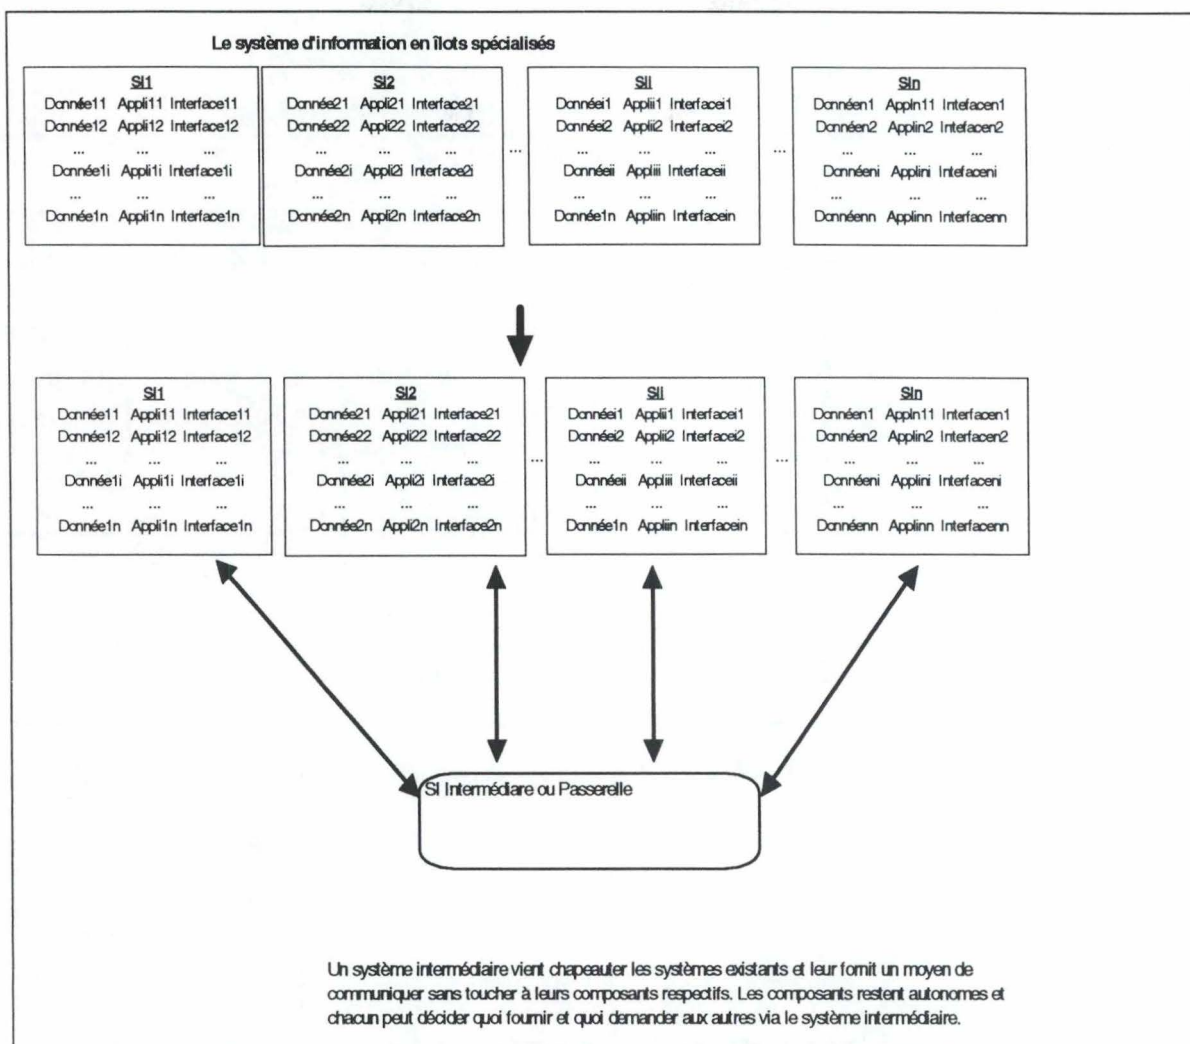 Le système d'information en îlots spécialisés
SI1
Donnée11 Appli11 Interface11
Donnée12 Appli12 Interface12
... ... ...
Donnée1i Appli1i Interface1i
... ... ...
Donnée1n Appli1n Interface1n
SI2
Donnée21 Appli21 Interface21
Donnée22 Appli22 Interface22
... ... ...
Donnée2i Appli2i Interface2i
... ... ...
Donnée2n Appli2n Interface2n
...
SIi
Donnéei1 Applii1 Interfacei1
Donnéei2 Applii2 Interfacei2
... ... ...
Donnéeii Appliii Interfaceii
... ... ...
Donnée1n Appliin Interfacein
...
SIn
Donnéen1 Appln11 Intefacen1
Donnéen2 Applin2 Intefacen2
... ... ...
Donnéeni Applini Intefaceni
... ... ...
Donnéenn Applinn Interfacenn
SI1
Donnée11 Appli11 Interface11
Donnée12 Appli12 Interface12
... ... ...
Donnée1i Appli1i Interface1i
... ... ...
Donnée1n Appli1n Interface1n
SI2
Donnée21 Appli21 Interface21
Donnée22 Appli22 Interface22
... ... ...
Donnée2i Appli2i Interface2i
... ... ...
Donnée2n Appli2n Interface2n
...
SIi
Donnéei1 Applii1 Interfacei1
Donnéei2 Applii2 Interfacei2
... ... ...
Donnéeii Appliii Interfaceii
... ... ...
Donnée1n Appliin Interfacein
...
SIn
Donnéen1 Appln11 Interfacen1
Donnéen2 Applin2 Interfacen2
... ... ...
Donnéeni Applini Interfaceni
... ... ...
Donnéenn Applinn Interfacenn
SI Intermédiare ou Passerelle
Un système intermédiaire vient chapeauter les systèmes existants et leur fornit un moyen de
communiquer sans toucher à leurs composants respectifs. Les composants restent autonomes et
chacun peut décider quoi fournir et quoi demander aux autres via le système intermédiaire.